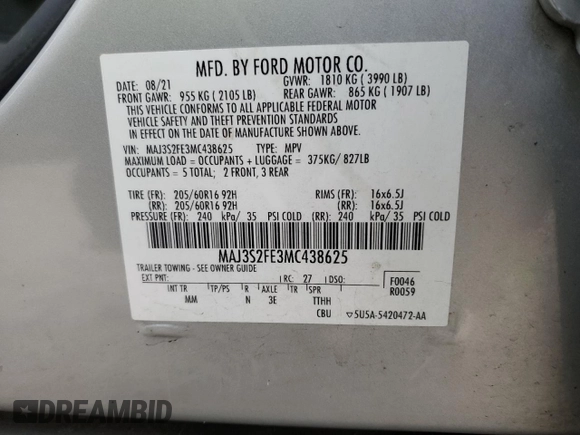 MFD. BY FORD MOTOR CO.
DATE: 08/21 GVWR: 1810 KG ( 3990 LB)
FRONT GAWR: 955 KG ( 2105 LB) REAR GAWR: 865 KG ( 1907 LB)
THIS VEHICLE CONFORMS TO ALL APPLICABLE FEDERAL MOTOR
VEHICLE SAFETY AND THEFT PREVENTION STANDARDS
IN EFFECT ON THE DATE OF MANUFACTURE SHOWN ABOVE.
VIN: MAJ3S2FE3MC438625 TYPE: MPV
MAXIMUM LOAD = OCCUPANTS + LUGGAGE = 375KG/ 827LB
OCCUPANTS = 5 TOTAL; 2 FRONT, 3 REAR
TIRE (FR): 205/60R16 92H RIMS (FR): 16x6.5J
(RR): 205/60R16 92H (RR): 16x6.5J
PRESSURE (FR): 240 kPa/ 35 PSI COLD (RR): 240 kPa/ 35 PSI COLD
MAJ3S2FE3MC438625
TRAILER TOWING - SEE OWNER GUIDE
EXT PNT: RC: 27 DSO: F0046
R0059
INT TR TP/PS R AXLE TR SPR
MM N 3E TTHH
CBU ▽5U5A-5420472-AA
DREAMBID